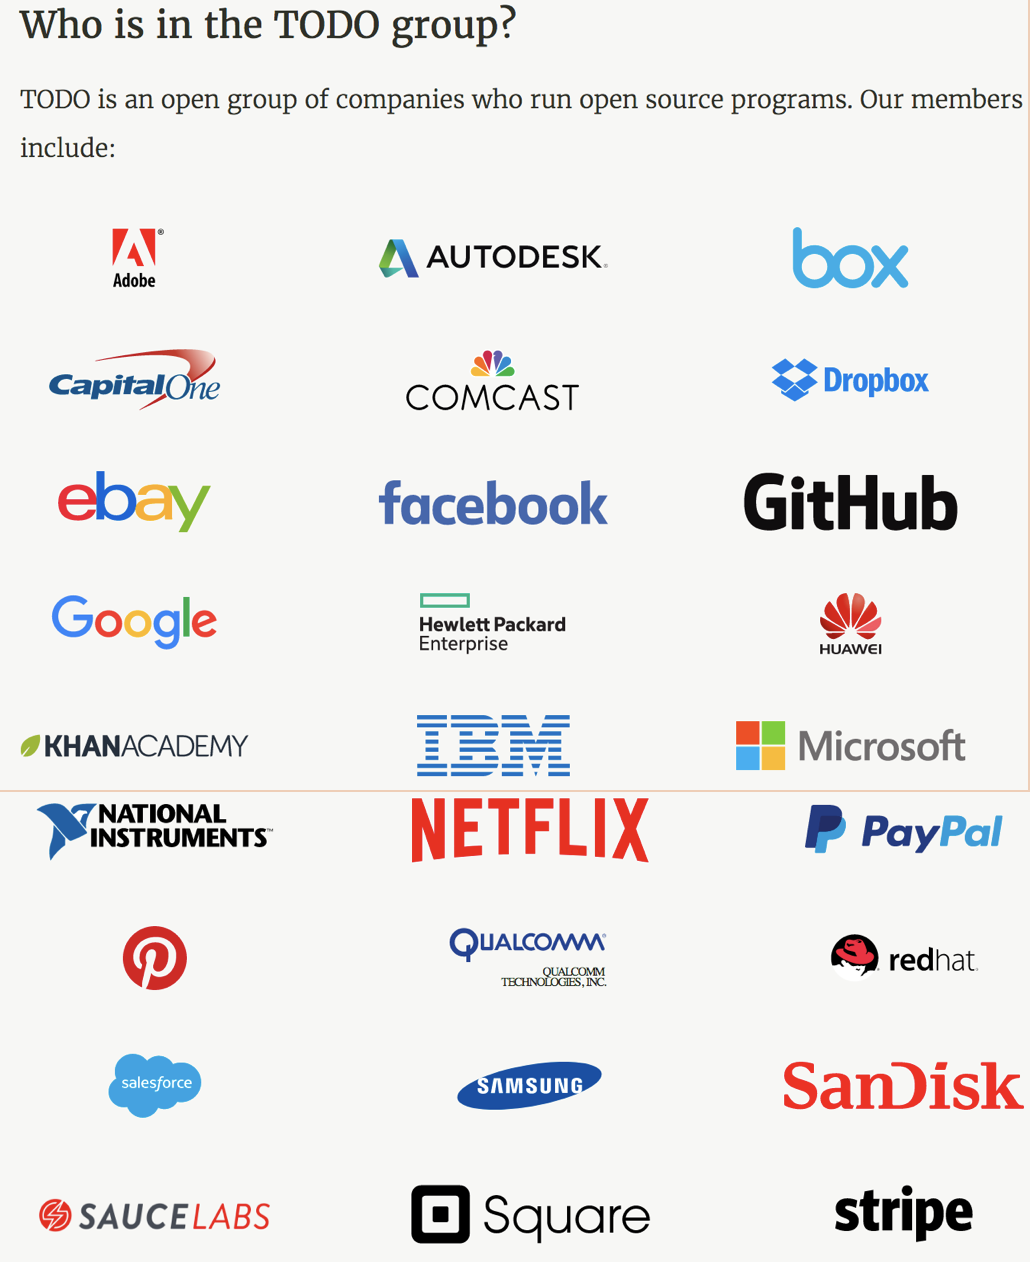 Who is in the TODO group?
TODO is an open group of companies who run open source programs. Our members
include:
Adobe®
AUTODESK®
box
CapitalOne
COMCAST
Dropbox
ebay
facebook
GitHub
Google
Hewlett Packard
Enterprise
HUAWEI
KHANACADEMY
IBM
Microsoft
NATIONAL
INSTRUMENTS™
NETFLIX
PayPal
QUALCOMM®
QUALCOMM
TECHNOLOGIES, INC.
redhat.
salesforce
SAMSUNG
SanDisk
SAUCELABS
Square
stripe